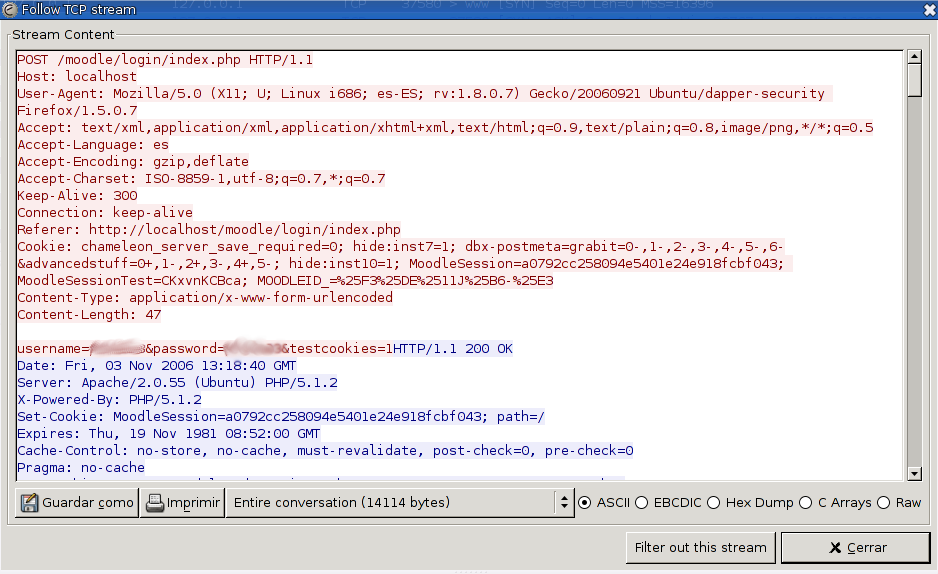 Follow TCP stream
Stream Content
POST /moodle/login/index.php HTTP/1.1
Host: localhost
User-Agent: Mozilla/5.0 (X11; U; Linux i686; es-ES; rv:1.8.0.7) Gecko/20060921 Ubuntu/dapper-security
Firefox/1.5.0.7
Accept: text/xml,application/xml,application/xhtml+xml,text/html;q=0.9,text/plain;q=0.8,image/png,*/*;q=0.5
Accept-Language: es
Accept-Encoding: gzip,deflate
Accept-Charset: ISO-8859-1,utf-8;q=0.7,*;q=0.7
Keep-Alive: 300
Connection: keep-alive
Referer: http://localhost/moodle/login/index.php
Cookie: chameleon_server_save_required=0; hide:inst7=1; dbx-postmeta=grabit=0-,1-,2-,3-,4-,5-,6-
&advancedstuff=0+,1-,2+,3-,4+,5-; hide:inst10=1; MoodleSession=a0792cc258094e5401e24e918fcbf043;
MoodleSessionTest=CKxvnKCBca; MOODLEID_=%25F3%25DE%2511J%25B6-%25E3
Content-Type: application/x-www-form-urlencoded
Content-Length: 47
username= &password= &testcookies=1HTTP/1.1 200 OK
Date: Fri, 03 Nov 2006 13:18:40 GMT
Server: Apache/2.0.55 (Ubuntu) PHP/5.1.2
X-Powered-By: PHP/5.1.2
Set-Cookie: MoodleSession=a0792cc258094e5401e24e918fcbf043; path=/
Expires: Thu, 19 Nov 1981 08:52:00 GMT
Cache-Control: no-store, no-cache, must-revalidate, post-check=0, pre-check=0
Pragma: no-cache
Guardar como Imprimir Entire conversation (14114 bytes) ASCII EBCDIC Hex Dump C Arrays Raw
Filter out this stream Cerrar